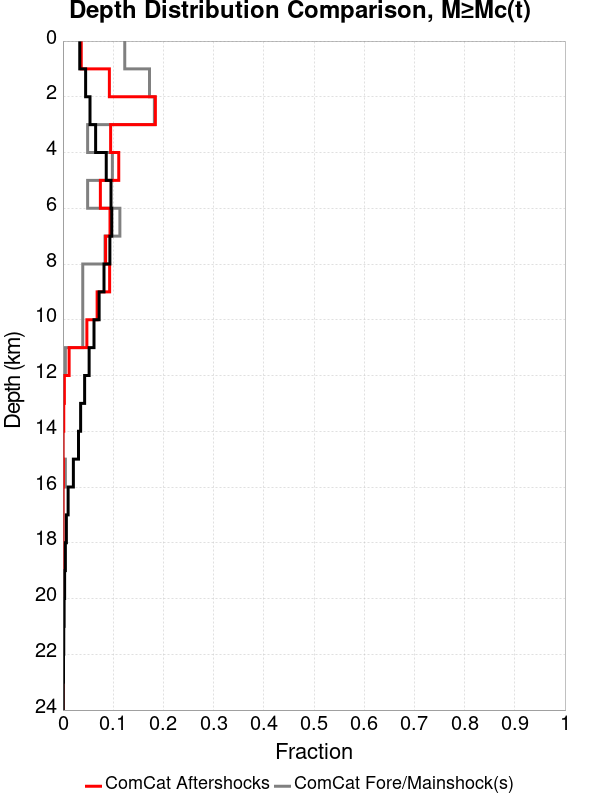 Depth Distribution Comparison, M≥Mc(t)
0
2
4
6
8
10
12
14
16
18
20
22
24
Depth (km)
0 0.1 0.2 0.3 0.4 0.5 0.6 0.7 0.8 0.9 1
Fraction
ComCat Aftershocks ComCat Fore/Mainshock(s)